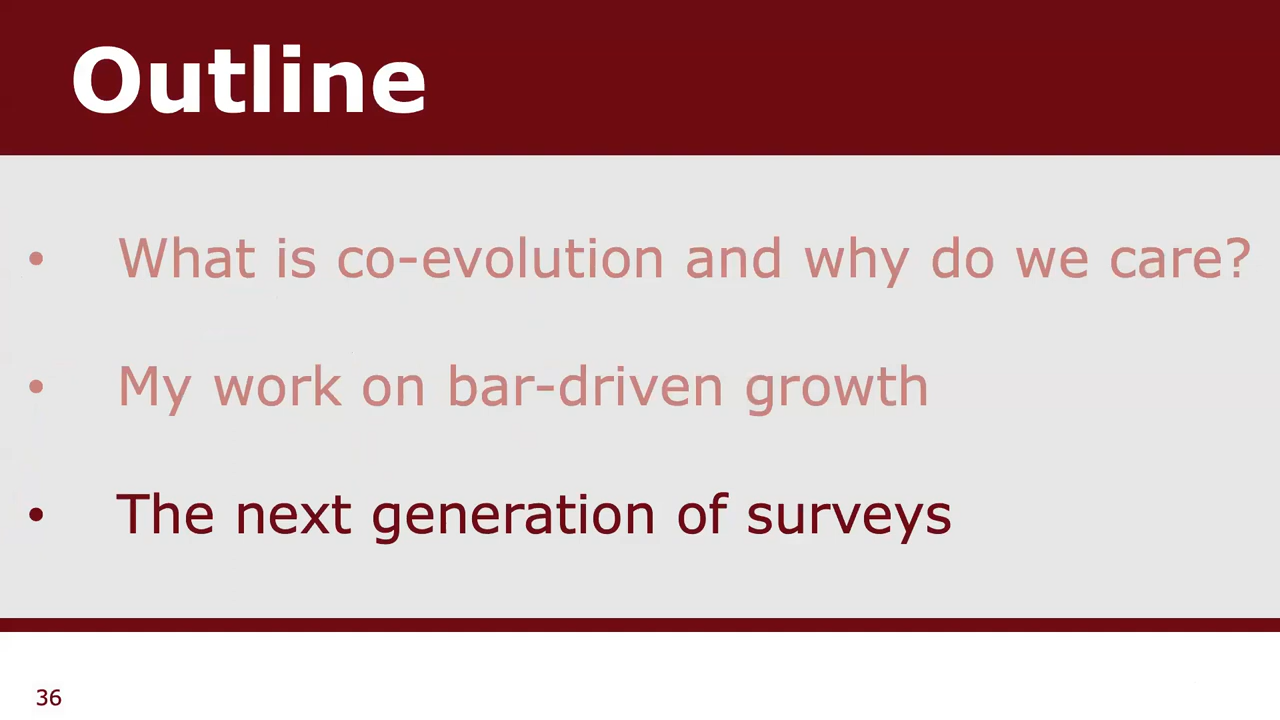 Outline
• What is co-evolution and why do we care?
• My work on bar-driven growth
• The next generation of surveys
36